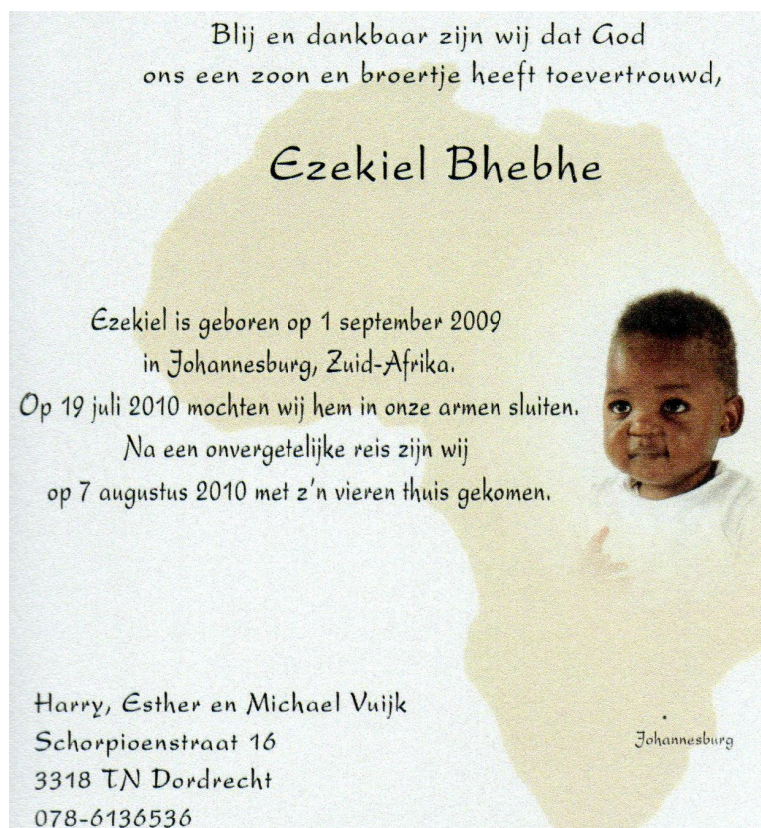 Blij en dankbaar zijn wij dat God
ons een zoon en broertje heeft toevertrouwd,
Ezekiel Bhebhe
Ezekiel is geboren op 1 september 2009
in Johannesburg, Zuid-Afrika.
Op 19 juli 2010 mochten wij hem in onze armen sluiten.
Na een onvergetelijke reis zijn wij
op 7 augustus 2010 met z'n vieren thuis gekomen.
Harry, Esther en Michael Vuijk
Schorpioenstraat 16
3318 TN Dordrecht
078-6136536
Johannesburg